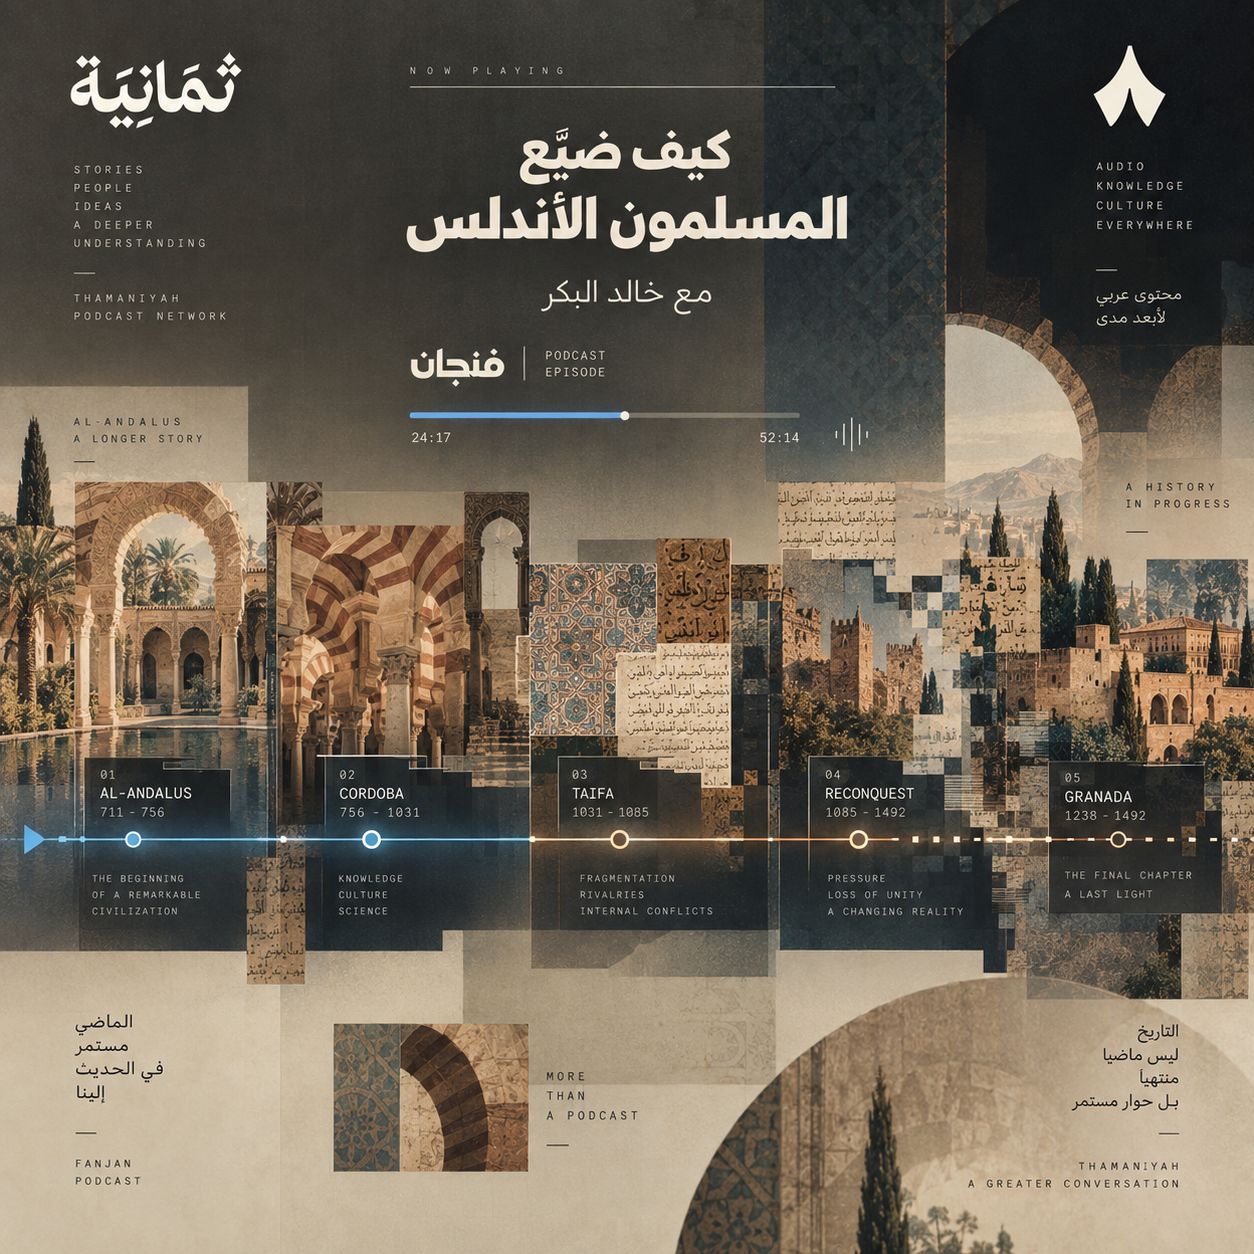 ثَمَانِيَة
STORIES
PEOPLE
IDEAS
A DEEPER
UNDERSTANDING
THAMANIYAH
PODCAST NETWORK
NOW PLAYING
كيف ضيَّع
المسلمون الأندلس
مع خالد البكر
فنجان
PODCAST
EPISODE
24:17
52:14
AUDIO
KNOWLEDGE
CULTURE
EVERYWHERE
محتوى عربي
لأبعد مدى
AL-ANDALUS
A LONGER STORY
A HISTORY
IN PROGRESS
01
AL-ANDALUS
711 - 756
THE BEGINNING
OF A REMARKABLE
CIVILIZATION
02
CORDOBA
756 - 1031
KNOWLEDGE
CULTURE
SCIENCE
03
TAIFA
1031 - 1085
FRAGMENTATION
RIVALRIES
INTERNAL CONFLICTS
04
RECONQUEST
1085 - 1492
PRESSURE
LOSS OF UNITY
A CHANGING REALITY
05
GRANADA
1238 - 1492
THE FINAL CHAPTER
A LAST LIGHT
الماضي
مستمر
في الحديث
إلينا
FANJAN
PODCAST
MORE
THAN
A PODCAST
التاريخ
ليس ماضيا
منتهياً
بل حوار مستمر
THAMANIYAH
A GREATER CONVERSATION